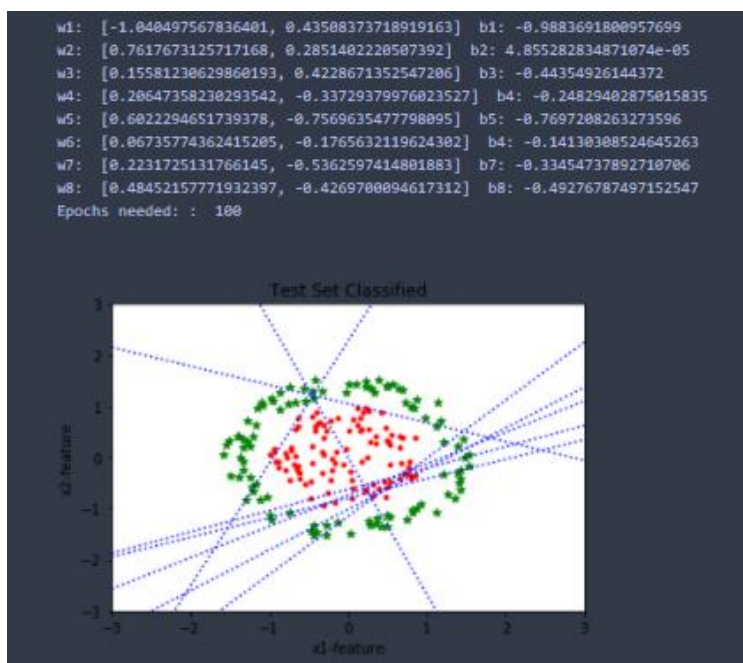 w1: [-1.040497567836401, 0.43508373718919163] b1: -0.9883691800957699
w2: [0.7617673125717168, 0.2851402220507392] b2: 4.855282834871074e-05
w3: [0.15581230629860193, 0.4228671352547206] b3: -0.44354926144372
w4: [0.20647358230293542, -0.33729379976023527] b4: -0.24829402875015835
w5: [0.6022294651739378, -0.7569635477798095] b5: -0.7697208263273596
w6: [0.06735774362415205, -0.1765632119624302] b4: -0.14130308524645263
w7: [0.2231725131766145, -0.5362597414801883] b7: -0.33454737892710706
w8: [0.48452157771932397, -0.4269700094617312] b8: -0.49276787497152547
Epochs needed: : 100
Test Set Classified
3
2
1
0
-1
-2
-3
x2-feature
-3 -2 -1 0 1 2 3
x1-feature